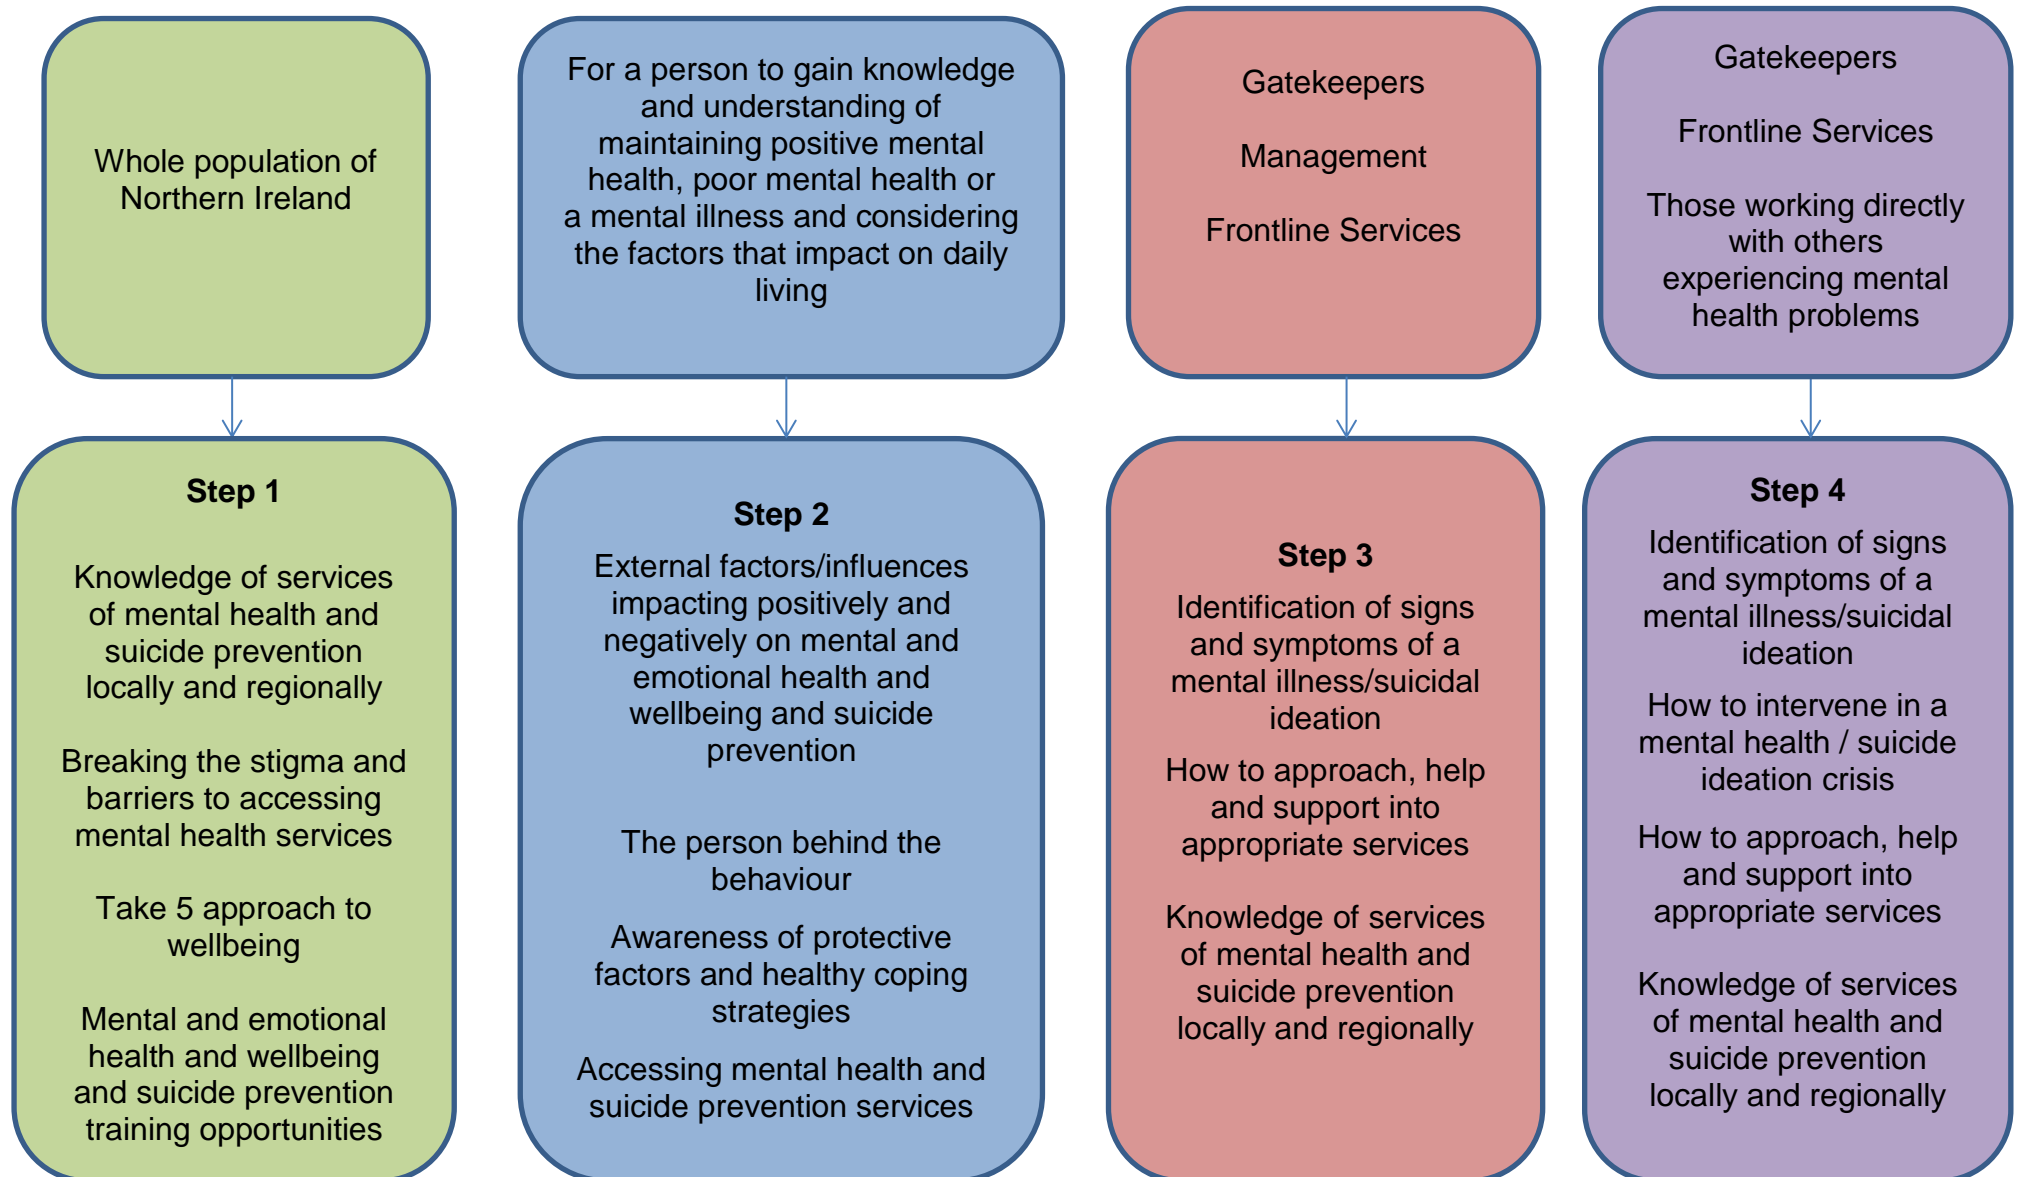 Whole population of
Northern Ireland
For a person to gain knowledge
and understanding of
maintaining positive mental
health, poor mental health or
a mental illness and considering
the factors that impact on daily
living
Gatekeepers
Management
Frontline Services
Gatekeepers
Frontline Services
Those working directly
with others
experiencing mental
health problems
Step 1
Knowledge of services
of mental health and
suicide prevention
locally and regionally
Breaking the stigma and
barriers to accessing
mental health services
Take 5 approach to
wellbeing
Mental and emotional
health and wellbeing
and suicide prevention
training opportunities
Step 2
External factors/influences
impacting positively and
negatively on mental and
emotional health and
wellbeing and suicide
prevention
The person behind the
behaviour
Awareness of protective
factors and healthy coping
strategies
Accessing mental health and
suicide prevention services
Step 3
Identification of signs
and symptoms of a
mental illness/suicidal
ideation
How to approach, help
and support into
appropriate services
Knowledge of services
of mental health and
suicide prevention
locally and regionally
Step 4
Identification of signs
and symptoms of a
mental illness/suicidal
ideation
How to intervene in a
mental health / suicide
ideation crisis
How to approach, help
and support into
appropriate services
Knowledge of services
of mental health and
suicide prevention
locally and regionally